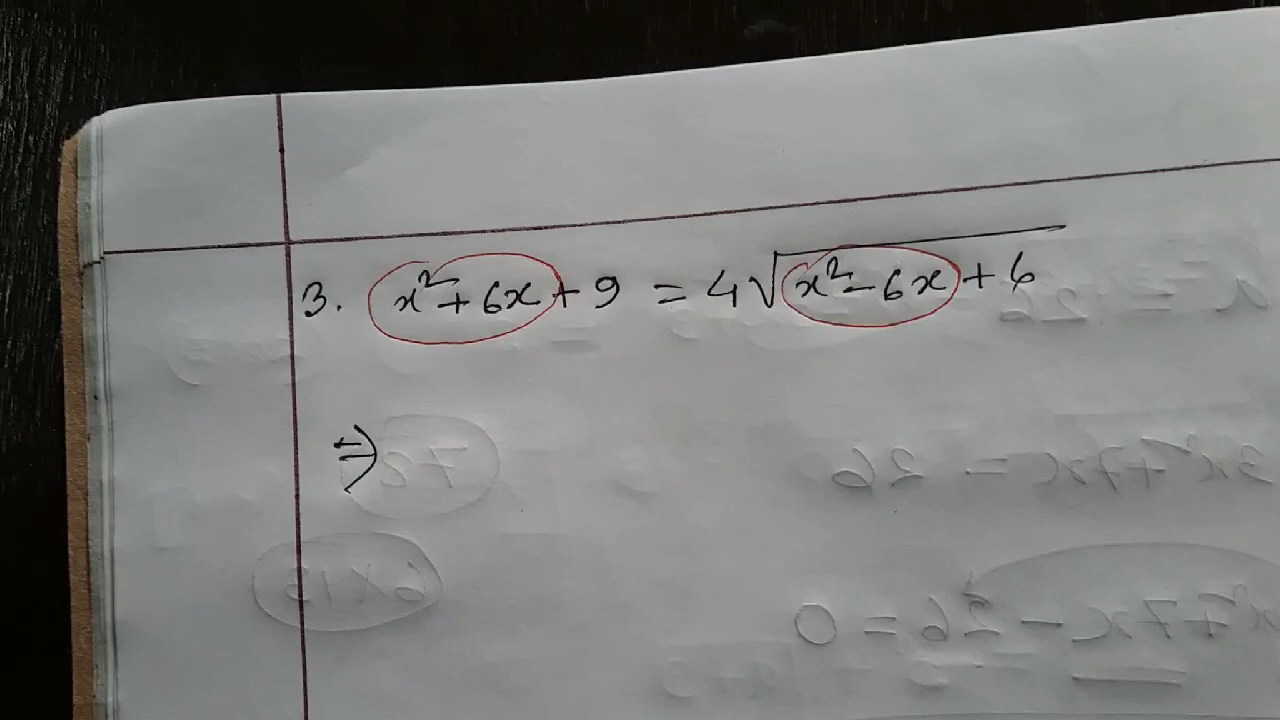 3. x² + 6x + 9 = 4√(x² - 6x + 6)
⇒